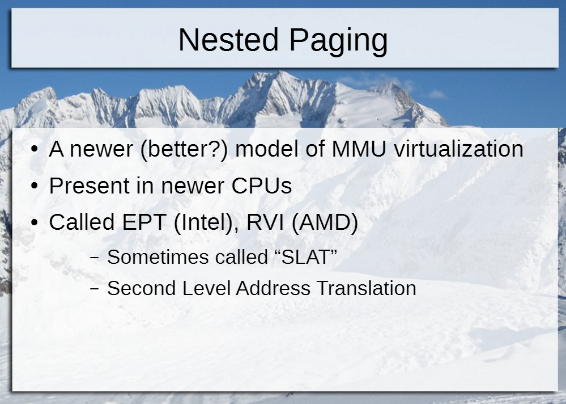 Nested Paging
• A newer (better?) model of MMU virtualization
• Present in newer CPUs
• Called EPT (Intel), RVI (AMD)
– Sometimes called “SLAT”
– Second Level Address Translation